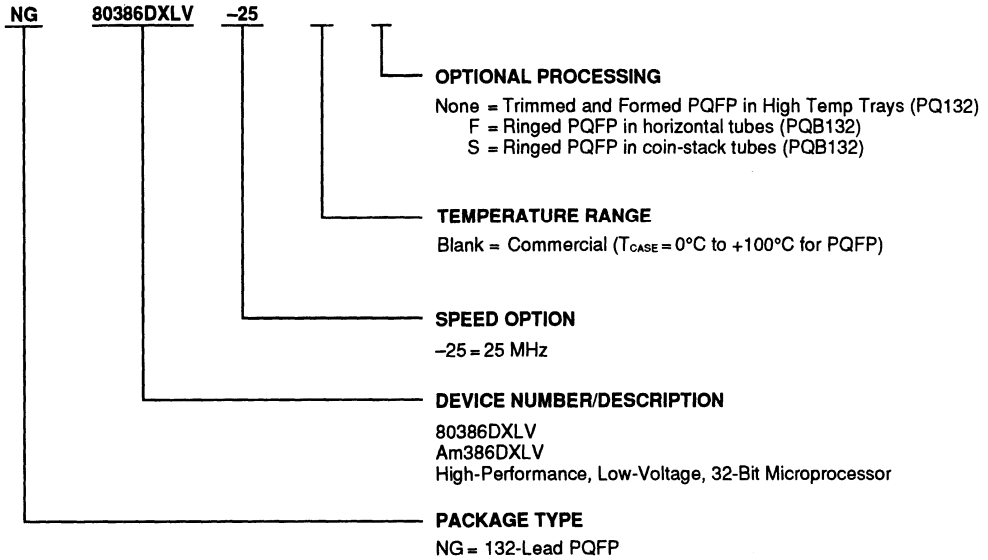 NG 80386DXLV –25
OPTIONAL PROCESSING
None = Trimmed and Formed PQFP in High Temp Trays (PQ132)
F = Ringed PQFP in horizontal tubes (PQB132)
S = Ringed PQFP in coin-stack tubes (PQB132)
TEMPERATURE RANGE
Blank = Commercial (TCASE = 0°C to +100°C for PQFP)
SPEED OPTION
–25 = 25 MHz
DEVICE NUMBER/DESCRIPTION
80386DXLV
Am386DXLV
High-Performance, Low-Voltage, 32-Bit Microprocessor
PACKAGE TYPE
NG = 132-Lead PQFP